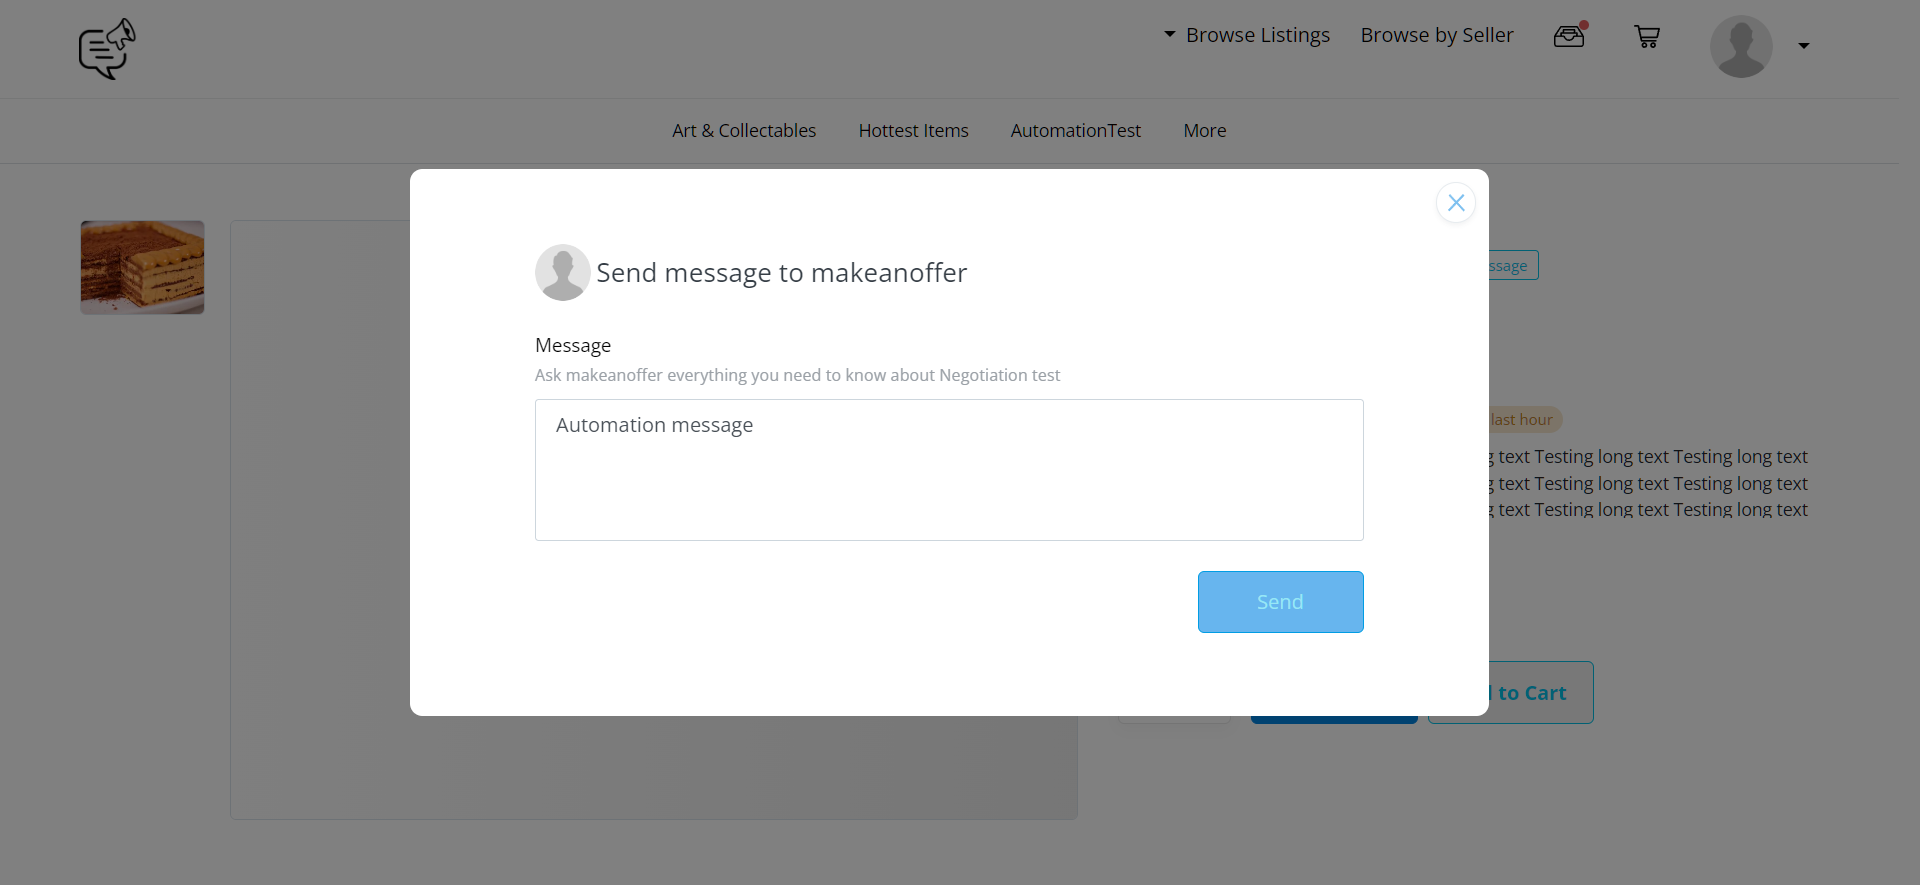 Browse Listings
Browse by Seller
Art & Collectables
Hottest Items
AutomationTest
More
Send message to makeanoffer
Message
Ask makeanoffer everything you need to know about Negotiation test
Automation message
Send
last hour
text Testing long text Testing long text
text Testing long text Testing long text
text Testing long text Testing long text
to Cart